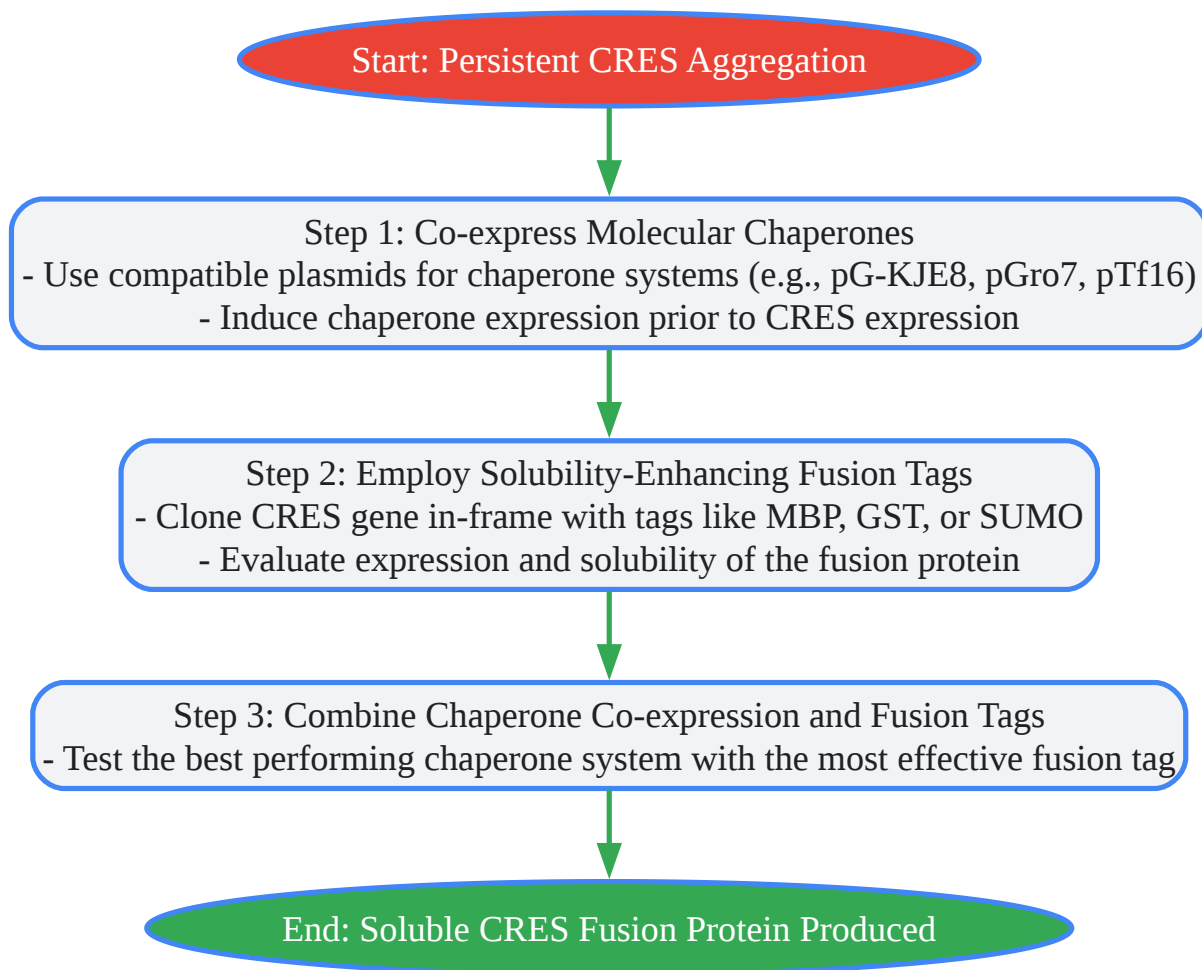 Start: Persistent CRES Aggregation
Step 1: Co-express Molecular Chaperones
- Use compatible plasmids for chaperone systems (e.g., pG-KJE8, pGro7, pTf16)
- Induce chaperone expression prior to CRES expression
Step 2: Employ Solubility-Enhancing Fusion Tags
- Clone CRES gene in-frame with tags like MBP, GST, or SUMO
- Evaluate expression and solubility of the fusion protein
Step 3: Combine Chaperone Co-expression and Fusion Tags
- Test the best performing chaperone system with the most effective fusion tag
End: Soluble CRES Fusion Protein Produced